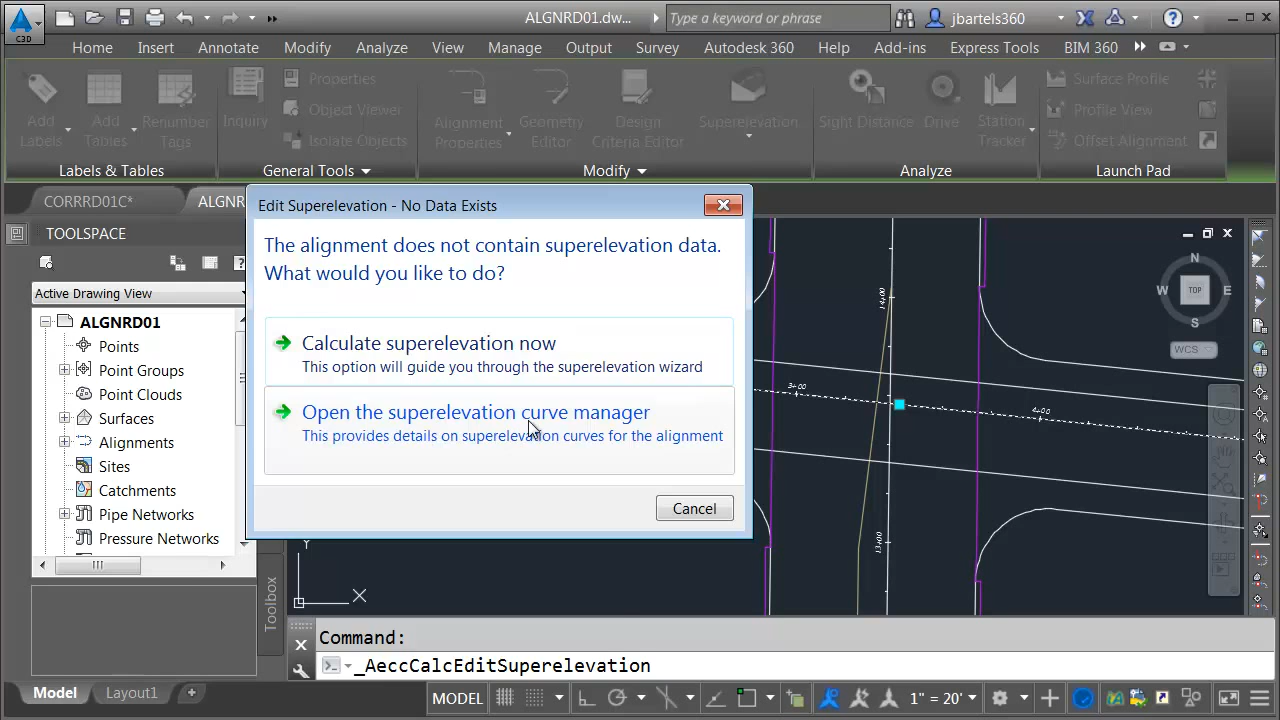 C3D
ALGNRD01.dw...
Type a keyword or phrase
jbartels360
Home Insert Annotate Modify Analyze View Manage Output Survey Autodesk 360 Help Add-ins Express Tools BIM 360
Add Labels
Add Tables
Renumber Tags
Inquiry
Properties
Object Viewer
Isolate Objects
Alignment Properties
Geometry Editor
Design Criteria Editor
Superelevation
Sight Distance
Drive
Station Tracker
Surface Profile
Profile View
Offset Alignment
Labels & Tables General Tools Modify Analyze Launch Pad
CORRRD01C* ALGNR
TOOLSPACE
Active Drawing View
ALGNRD01
Points
Point Groups
Point Clouds
Surfaces
Alignments
Sites
Catchments
Pipe Networks
Pressure Networks
Toolbox
Edit Superelevation - No Data Exists
The alignment does not contain superelevation data.
What would you like to do?
Calculate superelevation now
This option will guide you through the superelevation wizard
Open the superelevation curve manager
This provides details on superelevation curves for the alignment
Cancel
14+00
3+00
4+00
13+00
N
W TOP E
S
WCS
Y
X
Command:
_AeccCalcEditSuperelevation
Model Layout1
MODEL
1" = 20'